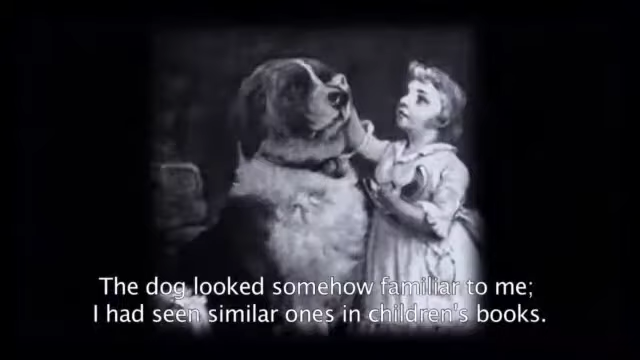 The dog looked somehow familiar to me;
I had seen similar ones in children's books.